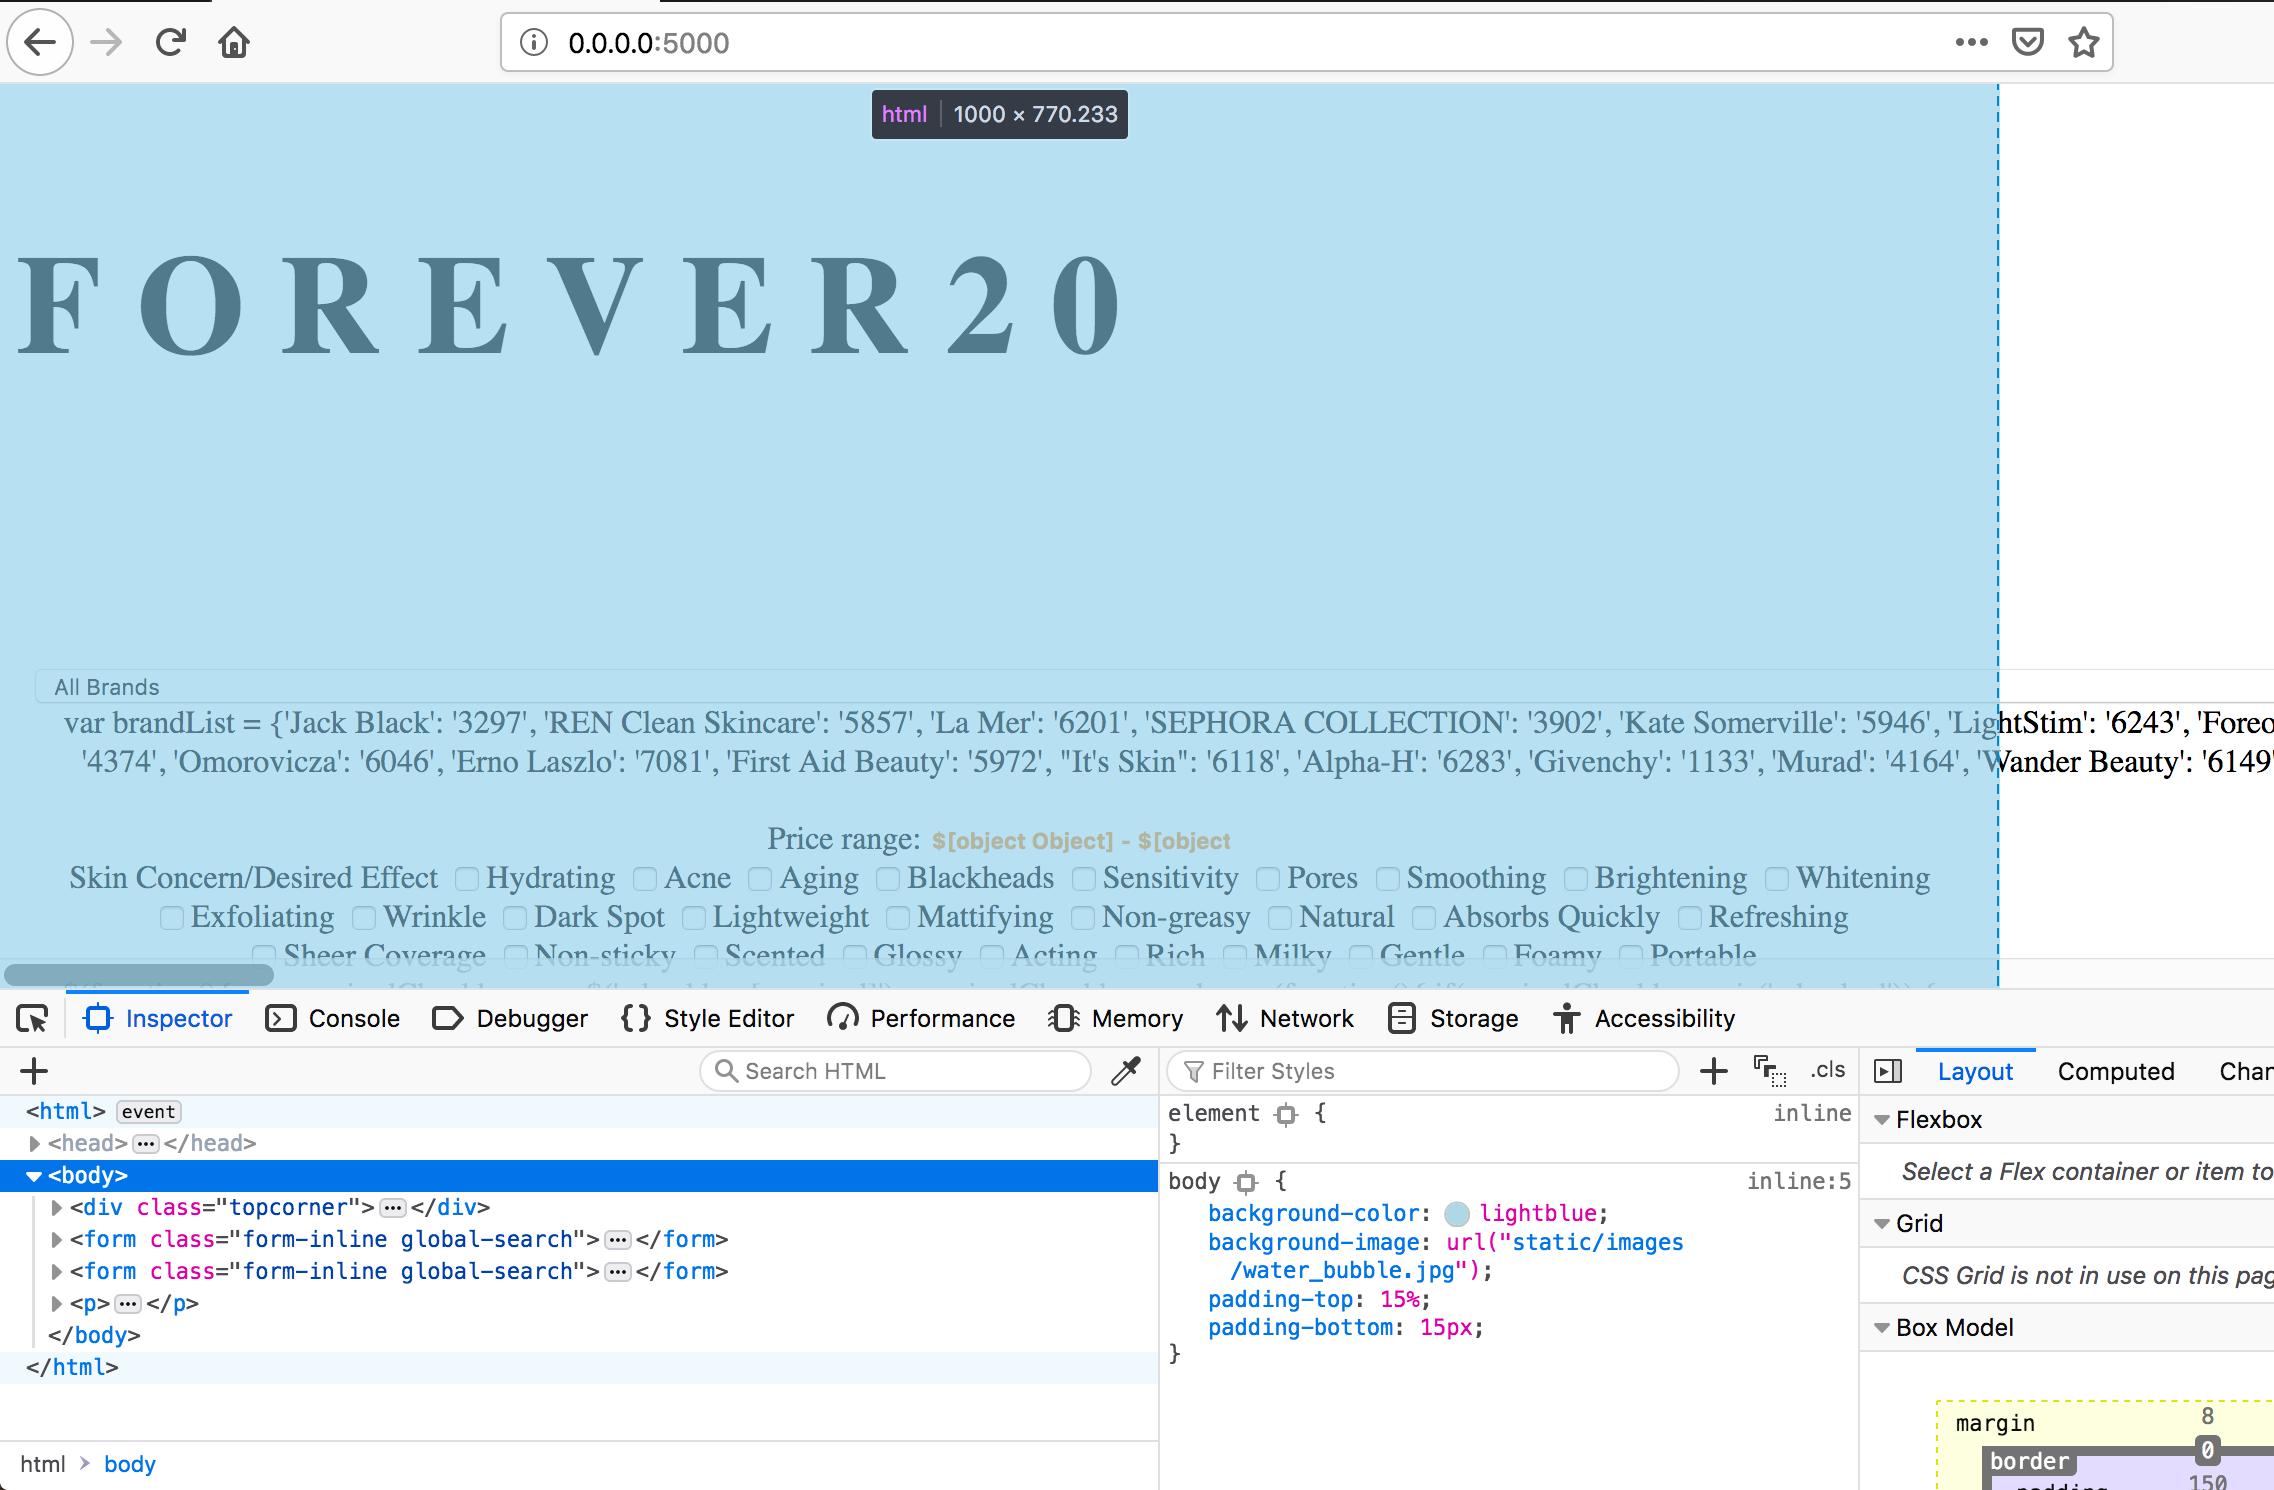 0.0.0.0:5000
html 1000 × 770.233
FOREVER20
All Brands
var brandList = {'Jack Black': '3297', 'REN Clean Skincare': '5857', 'La Mer': '6201', 'SEPHORA COLLECTION': '3902', 'Kate Somerville': '5946', 'LightStim': '6243', 'Foreo
'4374', 'Omorovicza': '6046', 'Erno Laszlo': '7081', 'First Aid Beauty': '5972', "It's Skin": '6118', 'Alpha-H': '6283', 'Givenchy': '1133', 'Murad': '4164', 'Wander Beauty': '6149'
Price range: $[object Object] - $[object
Skin Concern/Desired Effect Hydrating Acne Aging Blackheads Sensitivity Pores Smoothing Brightening Whitening
Exfoliating Wrinkle Dark Spot Lightweight Mattifying Non-greasy Natural Absorbs Quickly Refreshing
Sheer Coverage Non-sticky Scented Glossy Acting Rich Milky Gentle Foamy Portable
Inspector Console Debugger Style Editor Performance Memory Network Storage Accessibility
Search HTML Filter Styles .cls Layout Computed Chan
<html> event
<head> ... </head>
<body>
<div class="topcorner"> ... </div>
<form class="form-inline global-search"> ... </form>
<form class="form-inline global-search"> ... </form>
<p> ... </p>
</body>
</html>
html > body
element { inline
}
body { inline:5
background-color: lightblue;
background-image: url("static/images
/water_bubble.jpg");
padding-top: 15%;
padding-bottom: 15px;
}
Flexbox
Select a Flex container or item to
Grid
CSS Grid is not in use on this pag
Box Model
margin 8
border 0
padding 150